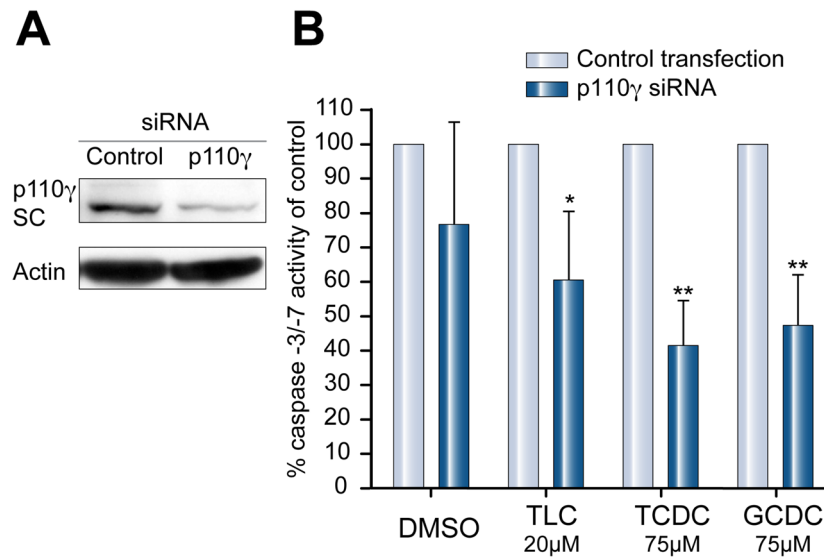 A
siRNA
Control p110γ
p110γ
SC
Actin
B
Control transfection
p110γ siRNA
% caspase -3/-7 activity of control
110
100
90
80
70
60
50
40
30
20
10
0
*
**
**
DMSO
TLC
20µM
TCDC
75µM
GCDC
75µM